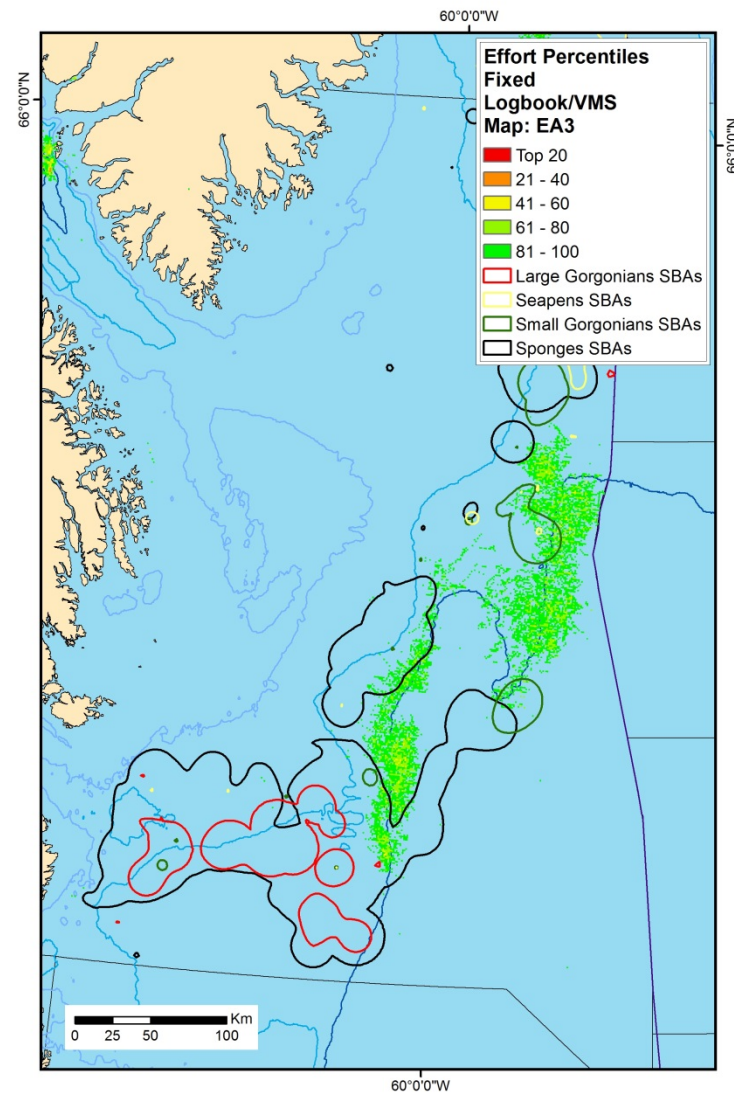 60°0'0"W
66°0'0"N
66°0'0"N
Effort Percentiles
Fixed
Logbook/VMS
Map: EA3
Top 20
21 - 40
41 - 60
61 - 80
81 - 100
Large Gorgonians SBAs
Seapens SBAs
Small Gorgonians SBAs
Sponges SBAs
Km
0 25 50 100
60°0'0"W